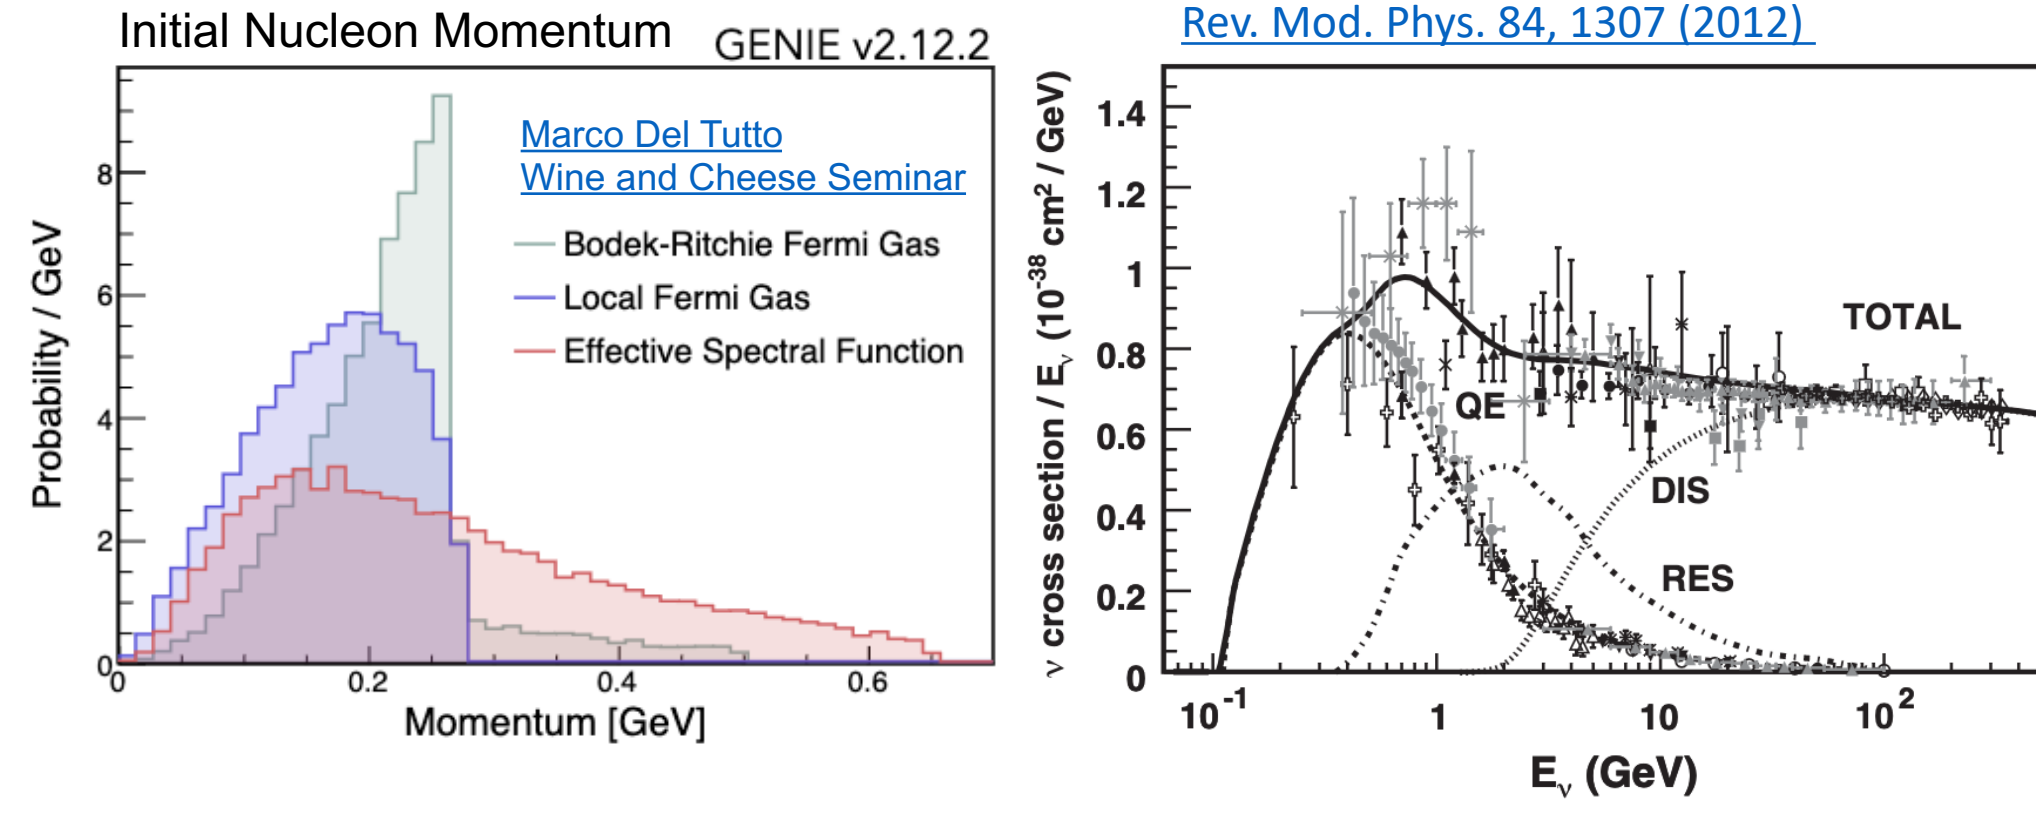 Initial Nucleon Momentum
GENIE v2.12.2
Marco Del Tutto
Wine and Cheese Seminar
Bodek-Ritchie Fermi Gas
Local Fermi Gas
Effective Spectral Function
Probability / GeV
8
6
4
2
0
0
0.2
0.4
0.6
Momentum [GeV]
Rev. Mod. Phys. 84, 1307 (2012)
ν cross section / Eν (10⁻³⁸ cm² / GeV)
1.4
1.2
1
0.8
0.6
0.4
0.2
0
TOTAL
QE
DIS
RES
10⁻¹
1
10
10²
Eν (GeV)